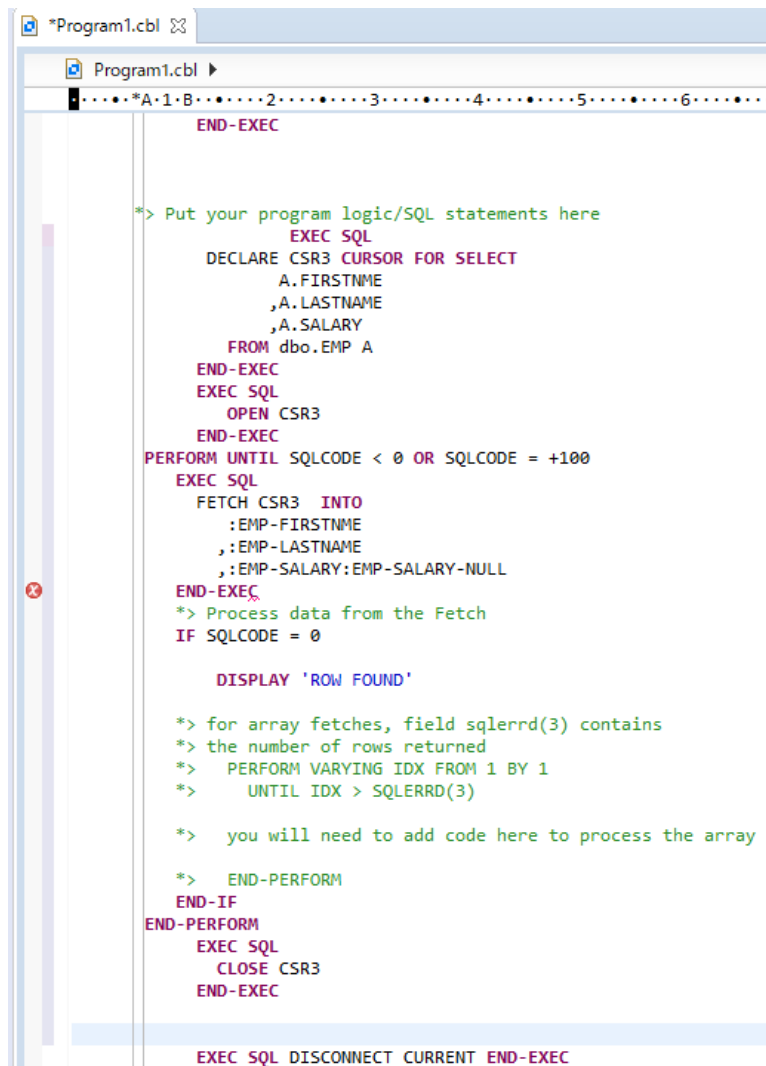 *Program1.cbl
Program1.cbl
····•·*A·1·B··•····2····•····3····•····4····•····5····•····6····•··
END-EXEC
*> Put your program logic/SQL statements here
EXEC SQL
DECLARE CSR3 CURSOR FOR SELECT
A.FIRSTNME
,A.LASTNAME
,A.SALARY
FROM dbo.EMP A
END-EXEC
EXEC SQL
OPEN CSR3
END-EXEC
PERFORM UNTIL SQLCODE < 0 OR SQLCODE = +100
EXEC SQL
FETCH CSR3  INTO
:EMP-FIRSTNME
,:EMP-LASTNAME
,:EMP-SALARY:EMP-SALARY-NULL
END-EXEC
*> Process data from the Fetch
IF SQLCODE = 0
DISPLAY 'ROW FOUND'
*> for array fetches, field sqlerrd(3) contains
*> the number of rows returned
*>   PERFORM VARYING IDX FROM 1 BY 1
*>     UNTIL IDX > SQLERRD(3)
*>   you will need to add code here to process the array
*>   END-PERFORM
END-IF
END-PERFORM
EXEC SQL
CLOSE CSR3
END-EXEC
EXEC SQL DISCONNECT CURRENT END-EXEC